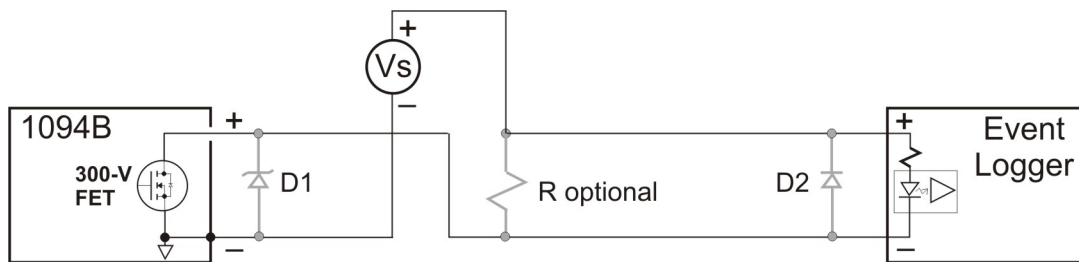 +
Vs
−
1094B
+
300-V
FET
D1
−
R optional
D2
+
Event
Logger
−